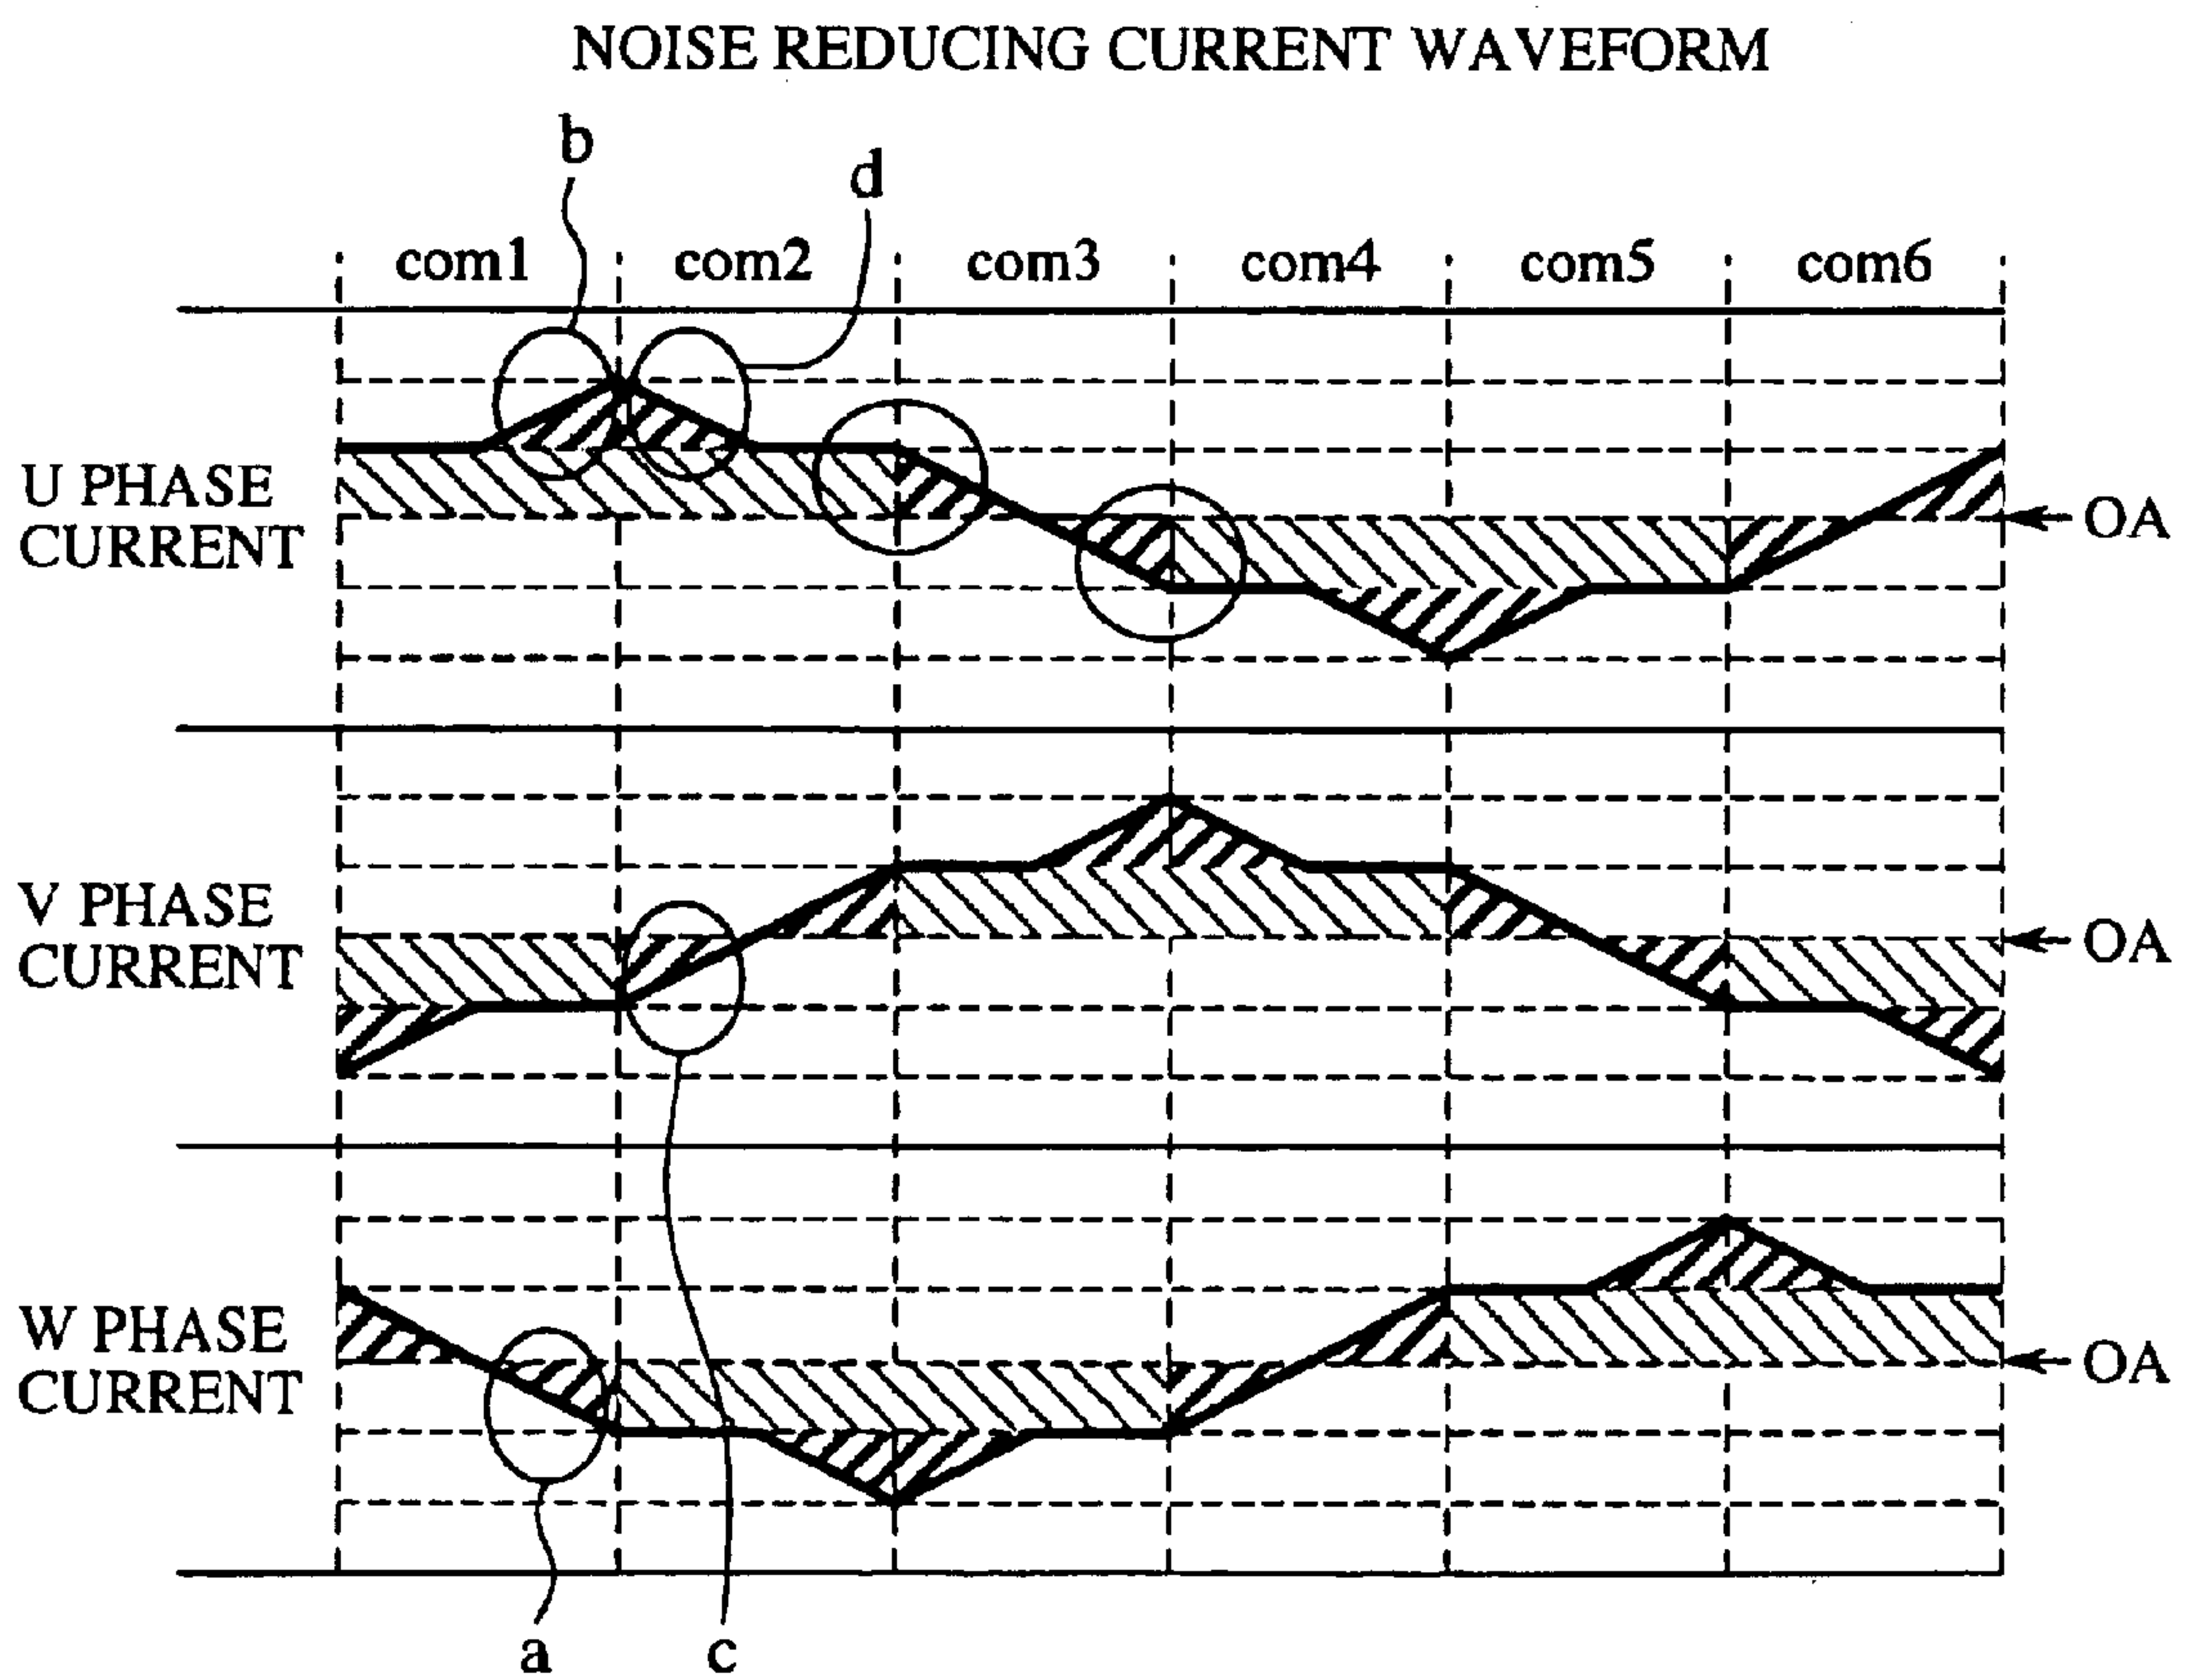 NOISE REDUCING CURRENT WAVEFORM
b
d
com1 com2 com3 com4 com5 com6
U PHASE
CURRENT
OA
V PHASE
CURRENT
OA
W PHASE
CURRENT
OA
a
c